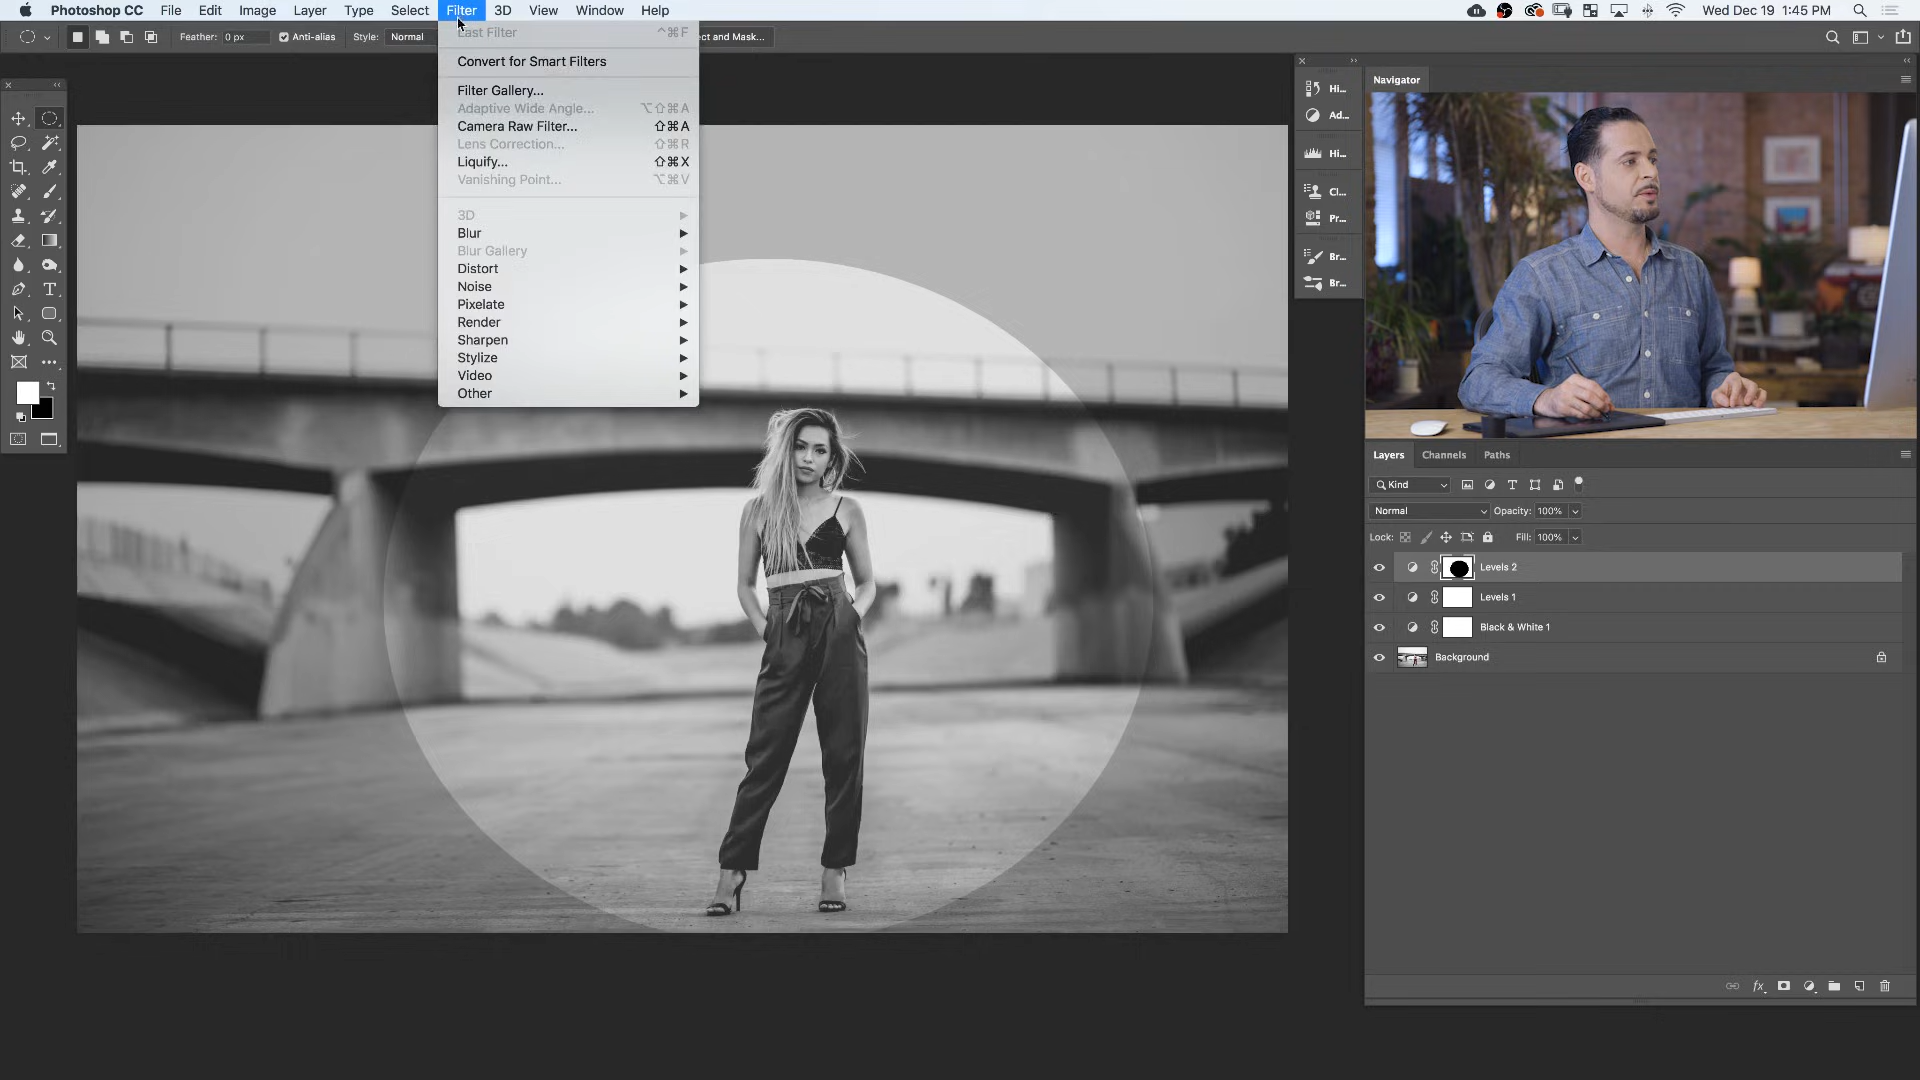 Photoshop CC File Edit Image Layer Type Select Filter 3D View Window Help Wed Dec 19 1:45 PM
Feather: 0 px Anti-alias Style: Normal ct and Mask...
Last Filter ^⌘F
Convert for Smart Filters
Filter Gallery...
Adaptive Wide Angle... ⌥⇧⌘A
Camera Raw Filter... ⇧⌘A
Lens Correction... ⇧⌘R
Liquify... ⇧⌘X
Vanishing Point... ⌥⌘V
3D
Blur
Blur Gallery
Distort
Noise
Pixelate
Render
Sharpen
Stylize
Video
Other
Hi...
Ad...
Hi...
Cl...
Pr...
Br...
Br...
Navigator
Layers Channels Paths
Kind
Normal Opacity: 100%
Lock: Fill: 100%
Levels 2
Levels 1
Black & White 1
Background
fx